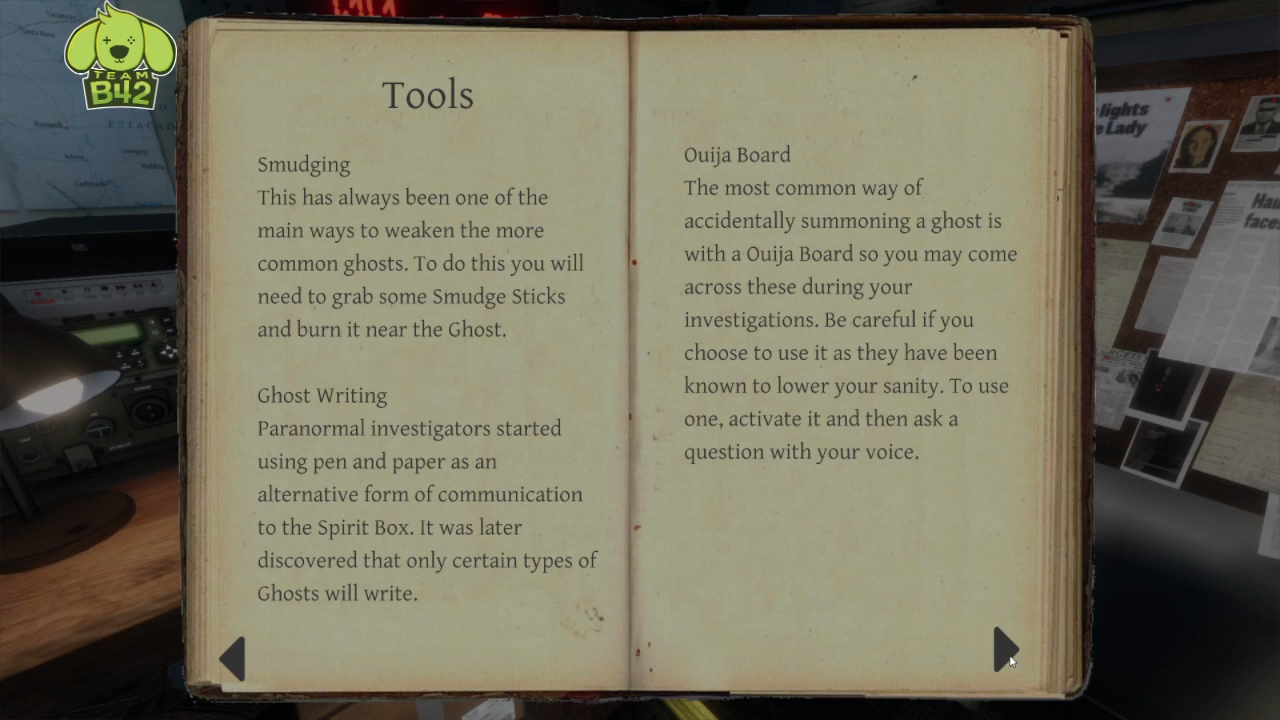 TEAM
B42
Tools
Smudging
This has always been one of the
main ways to weaken the more
common ghosts. To do this you will
need to grab some Smudge Sticks
and burn it near the Ghost.
Ghost Writing
Paranormal investigators started
using pen and paper as an
alternative form of communication
to the Spirit Box. It was later
discovered that only certain types of
Ghosts will write.
Ouija Board
The most common way of
accidentally summoning a ghost is
with a Ouija Board so you may come
across these during your
investigations. Be careful if you
choose to use it as they have been
known to lower your sanity. To use
one, activate it and then ask a
question with your voice.
lights
Lady
face